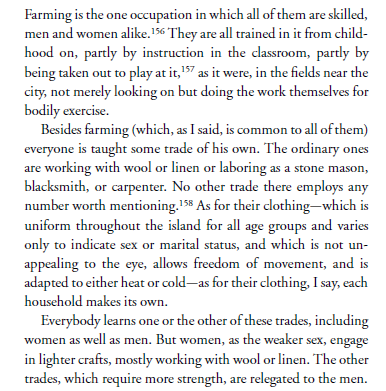 Farming is the one occupation in which all of them are skilled,
men and women alike.¹⁵⁶ They are all trained in it from child-
hood on, partly by instruction in the classroom, partly by
being taken out to play at it,¹⁵⁷ as it were, in the fields near the
city, not merely looking on but doing the work themselves for
bodily exercise.
Besides farming (which, as I said, is common to all of them)
everyone is taught some trade of his own. The ordinary ones
are working with wool or linen or laboring as a stone mason,
blacksmith, or carpenter. No other trade there employs any
number worth mentioning.¹⁵⁸ As for their clothing—which is
uniform throughout the island for all age groups and varies
only to indicate sex or marital status, and which is not un-
appealing to the eye, allows freedom of movement, and is
adapted to either heat or cold—as for their clothing, I say, each
household makes its own.
Everybody learns one or the other of these trades, including
women as well as men. But women, as the weaker sex, engage
in lighter crafts, mostly working with wool or linen. The other
trades, which require more strength, are relegated to the men.